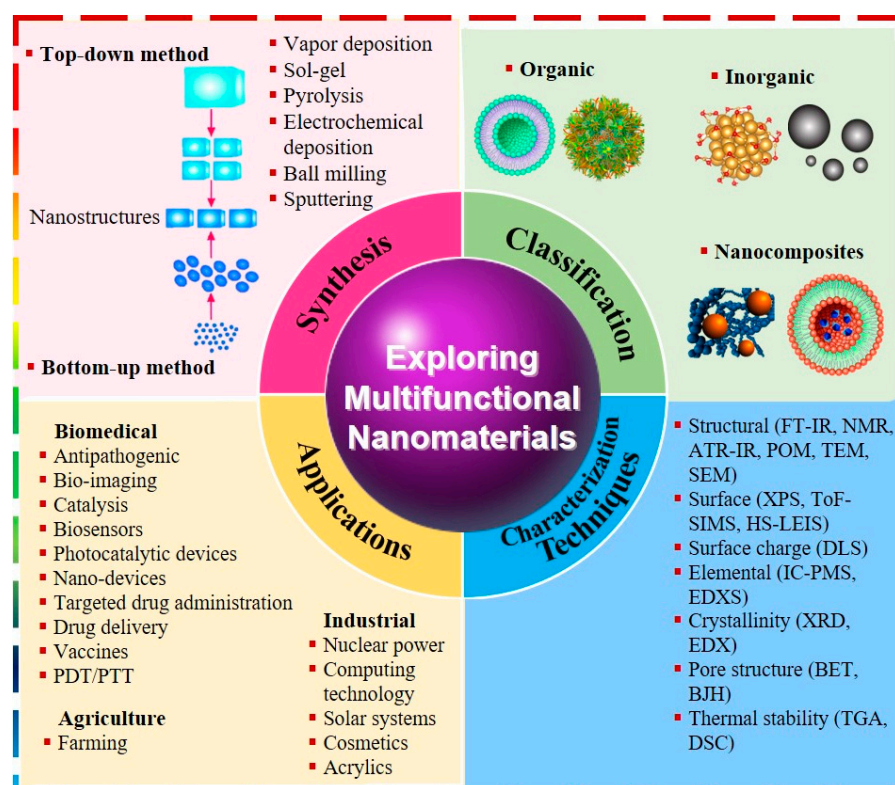 ▪ Top-down method
Nanostructures
▪ Bottom-up method
▪ Vapor deposition
▪ Sol-gel
▪ Pyrolysis
▪ Electrochemical
deposition
▪ Ball milling
▪ Sputtering
▪ Organic
▪ Inorganic
▪ Nanocomposites
Synthesis
Classification
Exploring
Multifunctional
Nanomaterials
Applications
Characterization
Techniques
Biomedical
▪ Antipathogenic
▪ Bio-imaging
▪ Catalysis
▪ Biosensors
▪ Photocatalytic devices
▪ Nano-devices
▪ Targeted drug administration
▪ Drug delivery
▪ Vaccines
▪ PDT/PTT
Agriculture
▪ Farming
Industrial
▪ Nuclear power
▪ Computing
technology
▪ Solar systems
▪ Cosmetics
▪ Acrylics
▪ Structural (FT-IR, NMR,
ATR-IR, POM, TEM,
SEM)
▪ Surface (XPS, ToF-
SIMS, HS-LEIS)
▪ Surface charge (DLS)
▪ Elemental (IC-PMS,
EDXS)
▪ Crystallinity (XRD,
EDX)
▪ Pore structure (BET,
BJH)
▪ Thermal stability (TGA,
DSC)